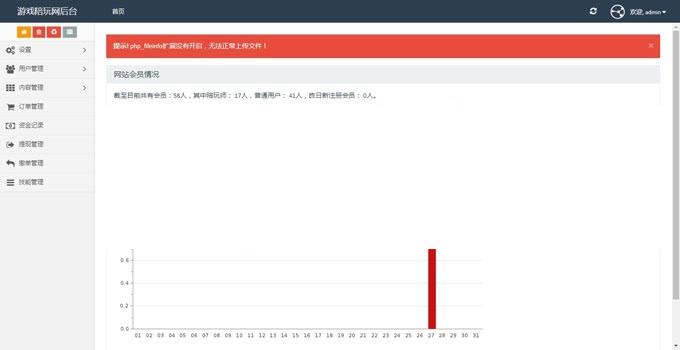 游戏陪玩网后台
首页
欢迎, admin
提示! php_fileinfo扩展没有开启，无法正常上传文件！
×
设置
用户管理
内容管理
订单管理
资金记录
提现管理
撤单管理
技能管理
网站会员情况
截至目前共有会员：58人，其中陪玩师： 17人，普通用户： 41人，昨日新注册会员： 0人。
0.6
0.4
0.2
0.0
01 02 03 04 05 06 07 08 09 10 11 12 13 14 15 16 17 18 19 20 21 22 23 24 25 26 27 28 29 30 31